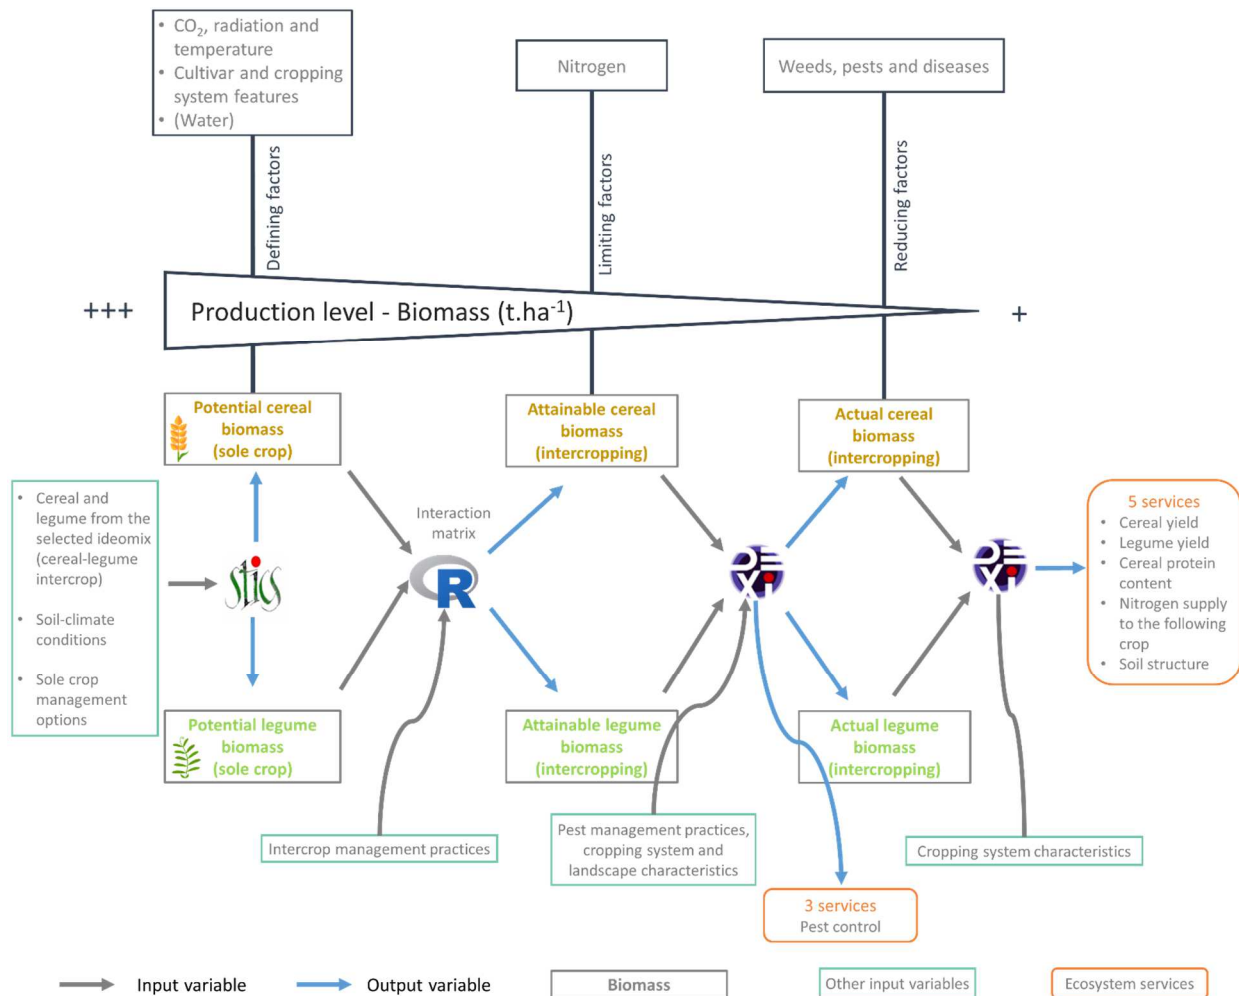 • CO₂, radiation and
temperature
• Cultivar and cropping
system features
• (Water)
Nitrogen
Weeds, pests and diseases
Defining factors
Limiting factors
Reducing factors
+++
Production level - Biomass (t.ha⁻¹)
+
Potential cereal
biomass
(sole crop)
Attainable cereal
biomass
(intercropping)
Actual cereal
biomass
(intercropping)
• Cereal and
legume from the
selected ideomix
(cereal-legume
intercrop)
• Soil-climate
conditions
• Sole crop
management
options
stics
Interaction
matrix
R
DEXi
DEXi
5 services
• Cereal yield
• Legume yield
• Cereal protein
content
• Nitrogen supply
to the following
crop
• Soil structure
Potential legume
biomass
(sole crop)
Attainable legume
biomass
(intercropping)
Actual legume
biomass
(intercropping)
Intercrop management practices
Pest management practices,
cropping system and
landscape characteristics
Cropping system characteristics
3 services
Pest control
Input variable
Output variable
Biomass
Other input variables
Ecosystem services